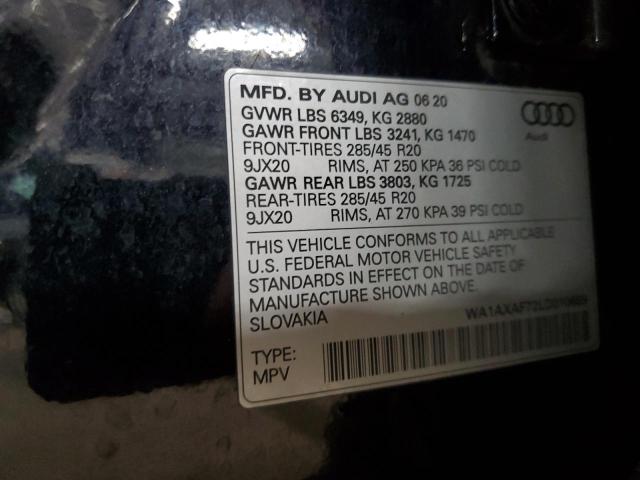 MFD. BY AUDI AG 06 20
GVWR LBS 6349, KG 2880
GAWR FRONT LBS 3241, KG 1470
FRONT-TIRES 285/45 R20
9JX20 RIMS, AT 250 KPA 36 PSI COLD
GAWR REAR LBS 3803, KG 1725
REAR-TIRES 285/45 R20
9JX20 RIMS, AT 270 KPA 39 PSI COLD
Audi
THIS VEHICLE CONFORMS TO ALL APPLICABLE
U.S. FEDERAL MOTOR VEHICLE SAFETY
STANDARDS IN EFFECT ON THE DATE OF
MANUFACTURE SHOWN ABOVE.
SLOVAKIA
TYPE:
MPV